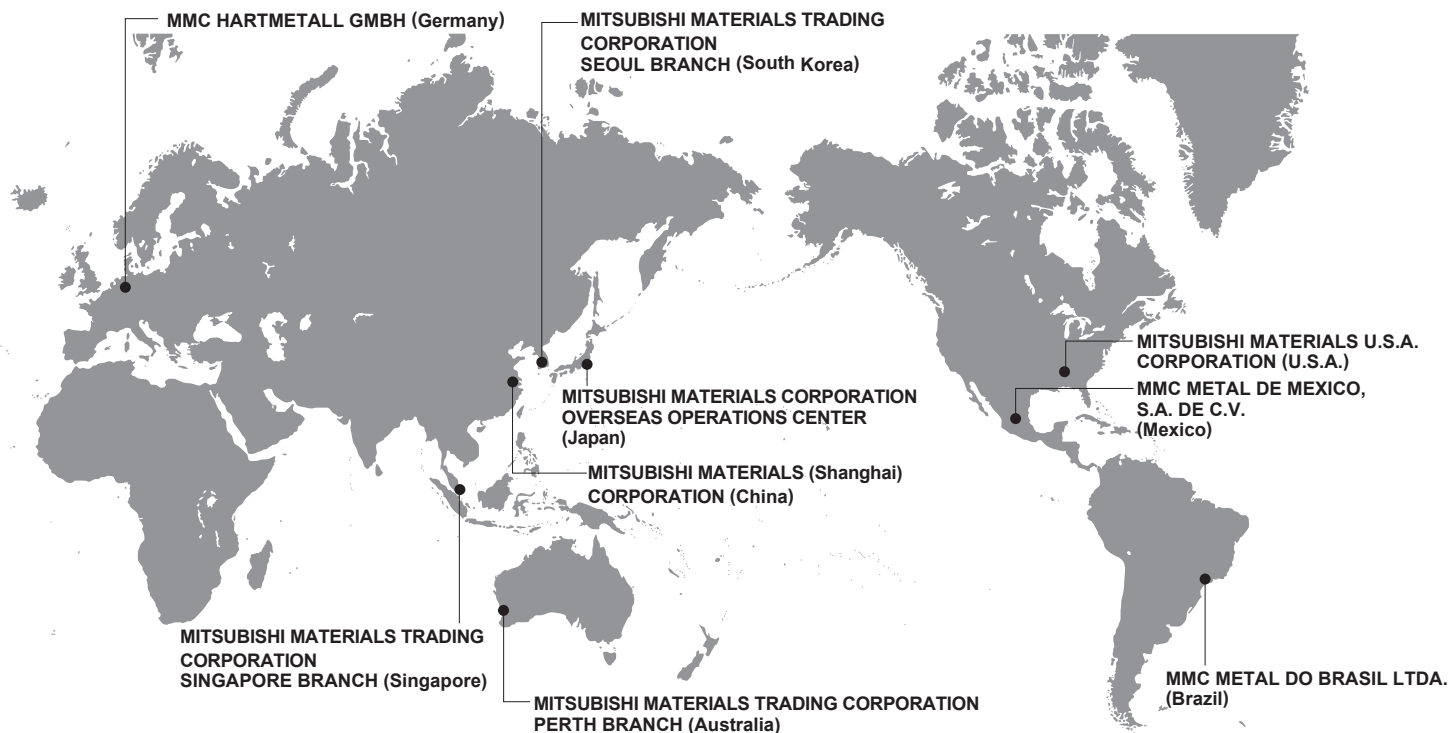 MMC HARTMETALL GMBH (Germany)
MITSUBISHI MATERIALS TRADING
CORPORATION
SEOUL BRANCH (South Korea)
MITSUBISHI MATERIALS U.S.A.
CORPORATION (U.S.A.)
MMC METAL DE MEXICO,
S.A. DE C.V.
(Mexico)
MITSUBISHI MATERIALS CORPORATION
OVERSEAS OPERATIONS CENTER
(Japan)
MITSUBISHI MATERIALS (Shanghai)
CORPORATION (China)
MITSUBISHI MATERIALS TRADING
CORPORATION
SINGAPORE BRANCH (Singapore)
MITSUBISHI MATERIALS TRADING CORPORATION
PERTH BRANCH (Australia)
MMC METAL DO BRASIL LTDA.
(Brazil)